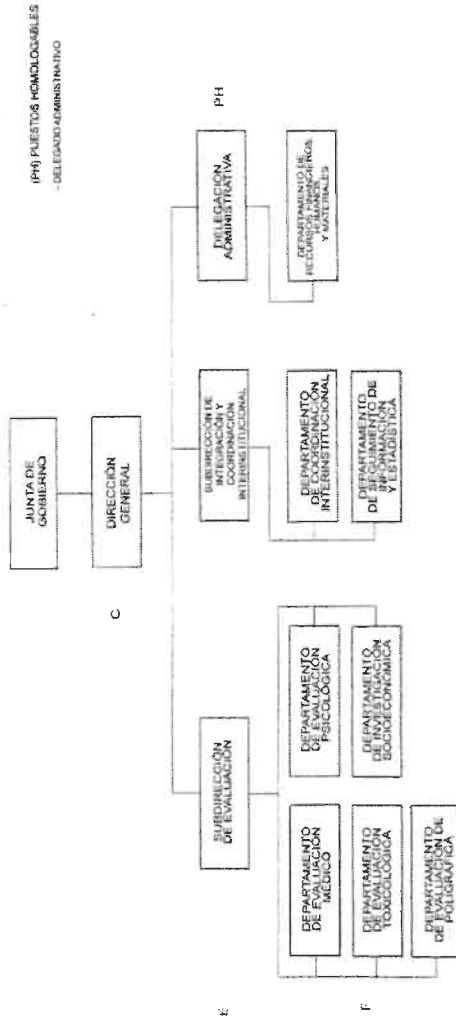 (PH) PUESTOS HOMOLOGABLES
- DELEGADO ADMINISTRATIVO
JUNTA DE
GOBIERNO
C
DIRECCIÓN
GENERAL
E
SUBDIRECCIÓN
DE EVALUACIÓN
SUBDIRECCIÓN DE
INTEGRACIÓN Y
COORDINACIÓN
INTERINSTITUCIONAL
DELEGACIÓN
ADMINISTRATIVA
PH
DEPARTAMENTO
DE EVALUACIÓN
MÉDICO
DEPARTAMENTO
DE EVALUACIÓN
PSICOLÓGICA
DEPARTAMENTO
DE COORDINACIÓN
INTERINSTITUCIONAL
DEPARTAMENTO DE
RECURSOS FINANCIEROS
HUMANOS
Y MATERIALES
F
DEPARTAMENTO
DE EVALUACIÓN
TOXICOLÓGICA
DEPARTAMENTO
DE INVESTIGACIÓN
SOCIOECONÓMICA
DEPARTAMENTO
DE SEGUIMIENTO DE
INFORMACIÓN
Y ESTADÍSTICA
DEPARTAMENTO
DE EVALUACIÓN DE
POLIGRAFÍA